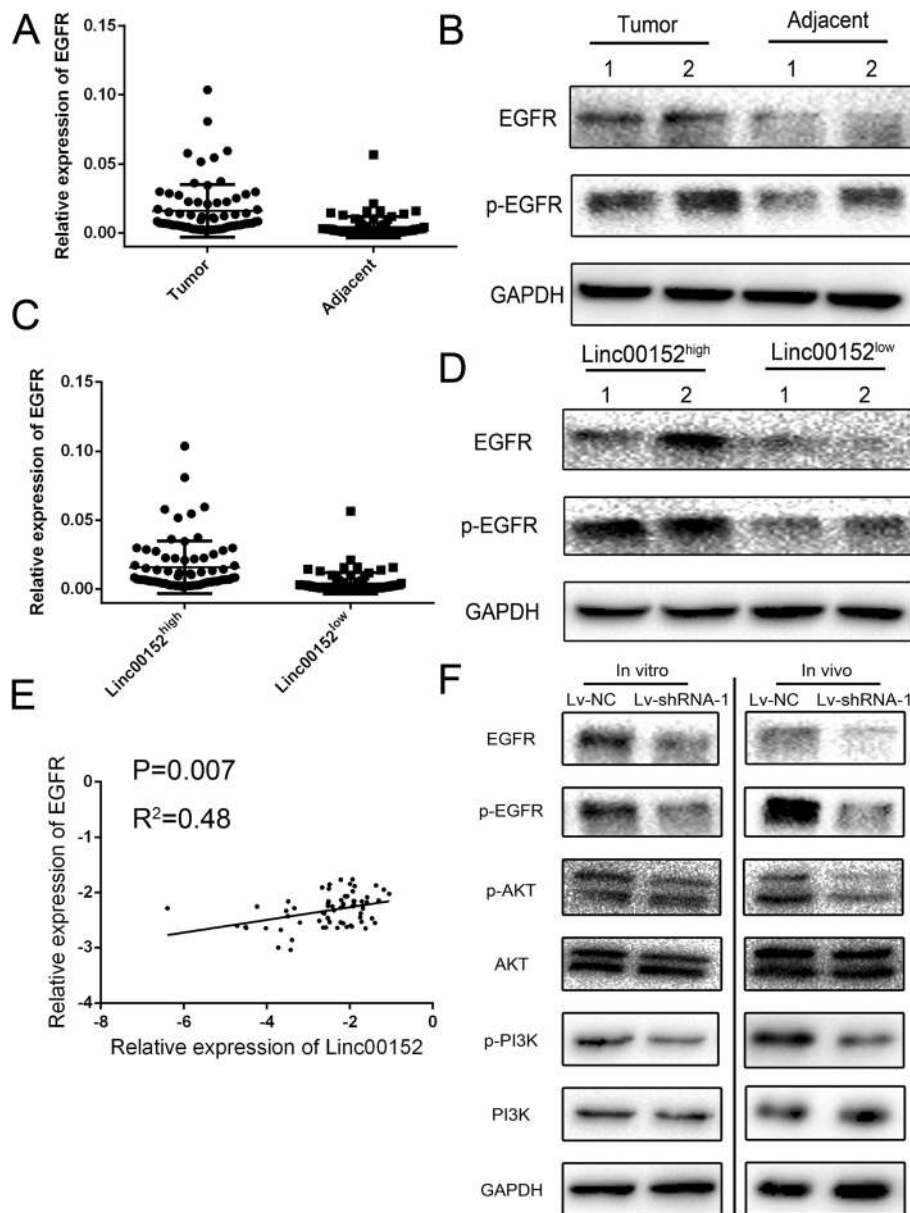 A
Relative expression of EGFR
0.15
0.10
0.05
0.00
Tumor
Adjacent
B
Tumor Adjacent
1 2 1 2
EGFR
p-EGFR
GAPDH
C
Relative expression of EGFR
0.15
0.10
0.05
0.00
Linc00152high
Linc00152low
D
Linc00152high Linc00152low
1 2 1 2
EGFR
p-EGFR
GAPDH
E
P=0.007
R²=0.48
Relative expression of EGFR
0
-1
-2
-3
-4
-8 -6 -4 -2 0
Relative expression of Linc00152
F
In vitro In vivo
Lv-NC Lv-shRNA-1 Lv-NC Lv-shRNA-1
EGFR
p-EGFR
p-AKT
AKT
p-PI3K
PI3K
GAPDH